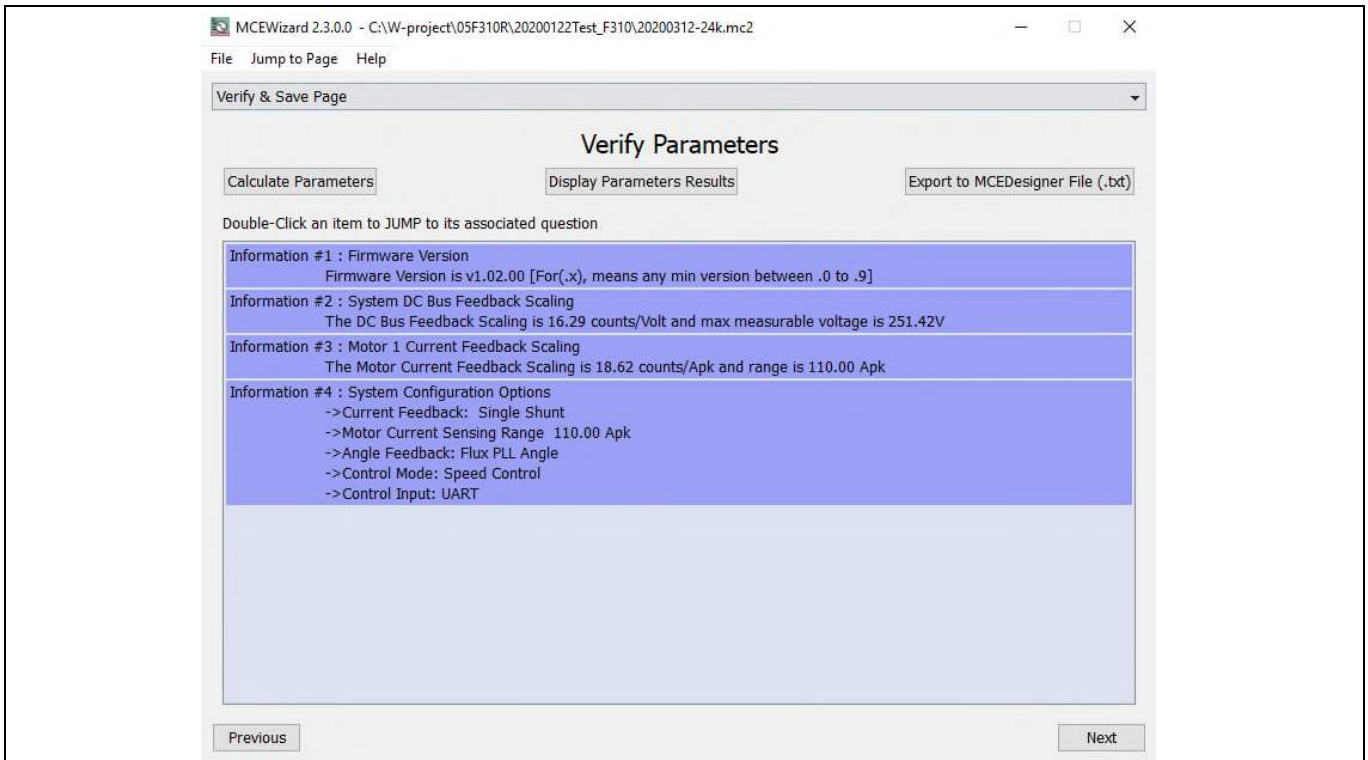 MCEWizard 2.3.0.0 - C:\W-project\05F310R\20200122Test_F310\20200312-24k.mc2
File Jump to Page Help
Verify & Save Page
Verify Parameters
Calculate Parameters Display Parameters Results Export to MCEDesigner File (.txt)
Double-Click an item to JUMP to its associated question
Information #1 : Firmware Version
Firmware Version is v1.02.00 [For(.x), means any min version between .0 to .9]
Information #2 : System DC Bus Feedback Scaling
The DC Bus Feedback Scaling is 16.29 counts/Volt and max measurable voltage is 251.42V
Information #3 : Motor 1 Current Feedback Scaling
The Motor Current Feedback Scaling is 18.62 counts/Apk and range is 110.00 Apk
Information #4 : System Configuration Options
->Current Feedback: Single Shunt
->Motor Current Sensing Range 110.00 Apk
->Angle Feedback: Flux PLL Angle
->Control Mode: Speed Control
->Control Input: UART
Previous Next